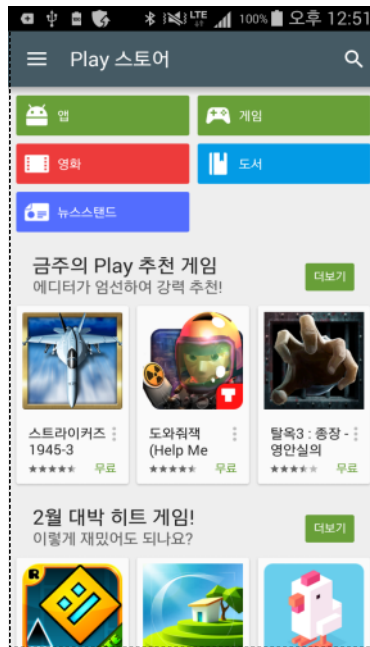 LTE 100% 오후 12:51
Play 스토어
앱
게임
영화
도서
뉴스스탠드
금주의 Play 추천 게임
에디터가 엄선하여 강력 추천!
더보기
스트라이커즈
1945-3
무료
도와줘잭
(Help Me
무료
탈옥3 : 종장 -
영안실의
무료
2월 대박 히트 게임!
이렇게 재밌어도 되나요?
더보기
R